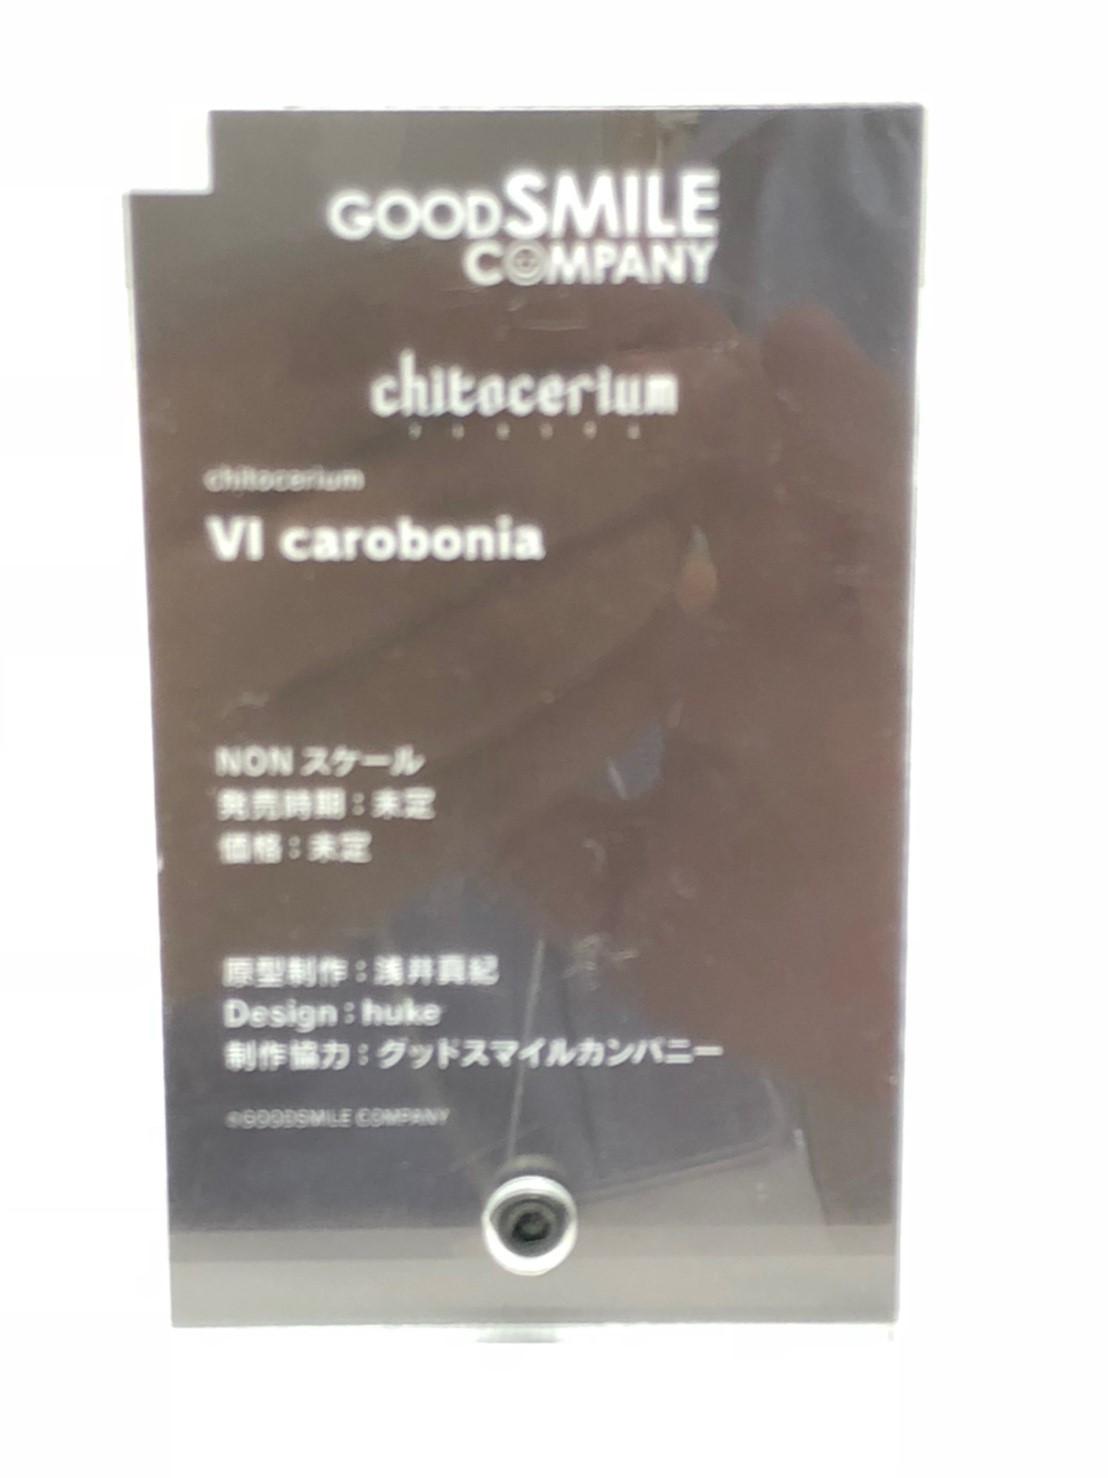 GOODSMILE
COMPANY
chitocerium
chitocerium
VI carobonia
NON スケール
発売時期：未定
価格：未定
原型制作：浅井真紀
Design：huke
制作協力：グッドスマイルカンパニー
©GOODSMILE COMPANY